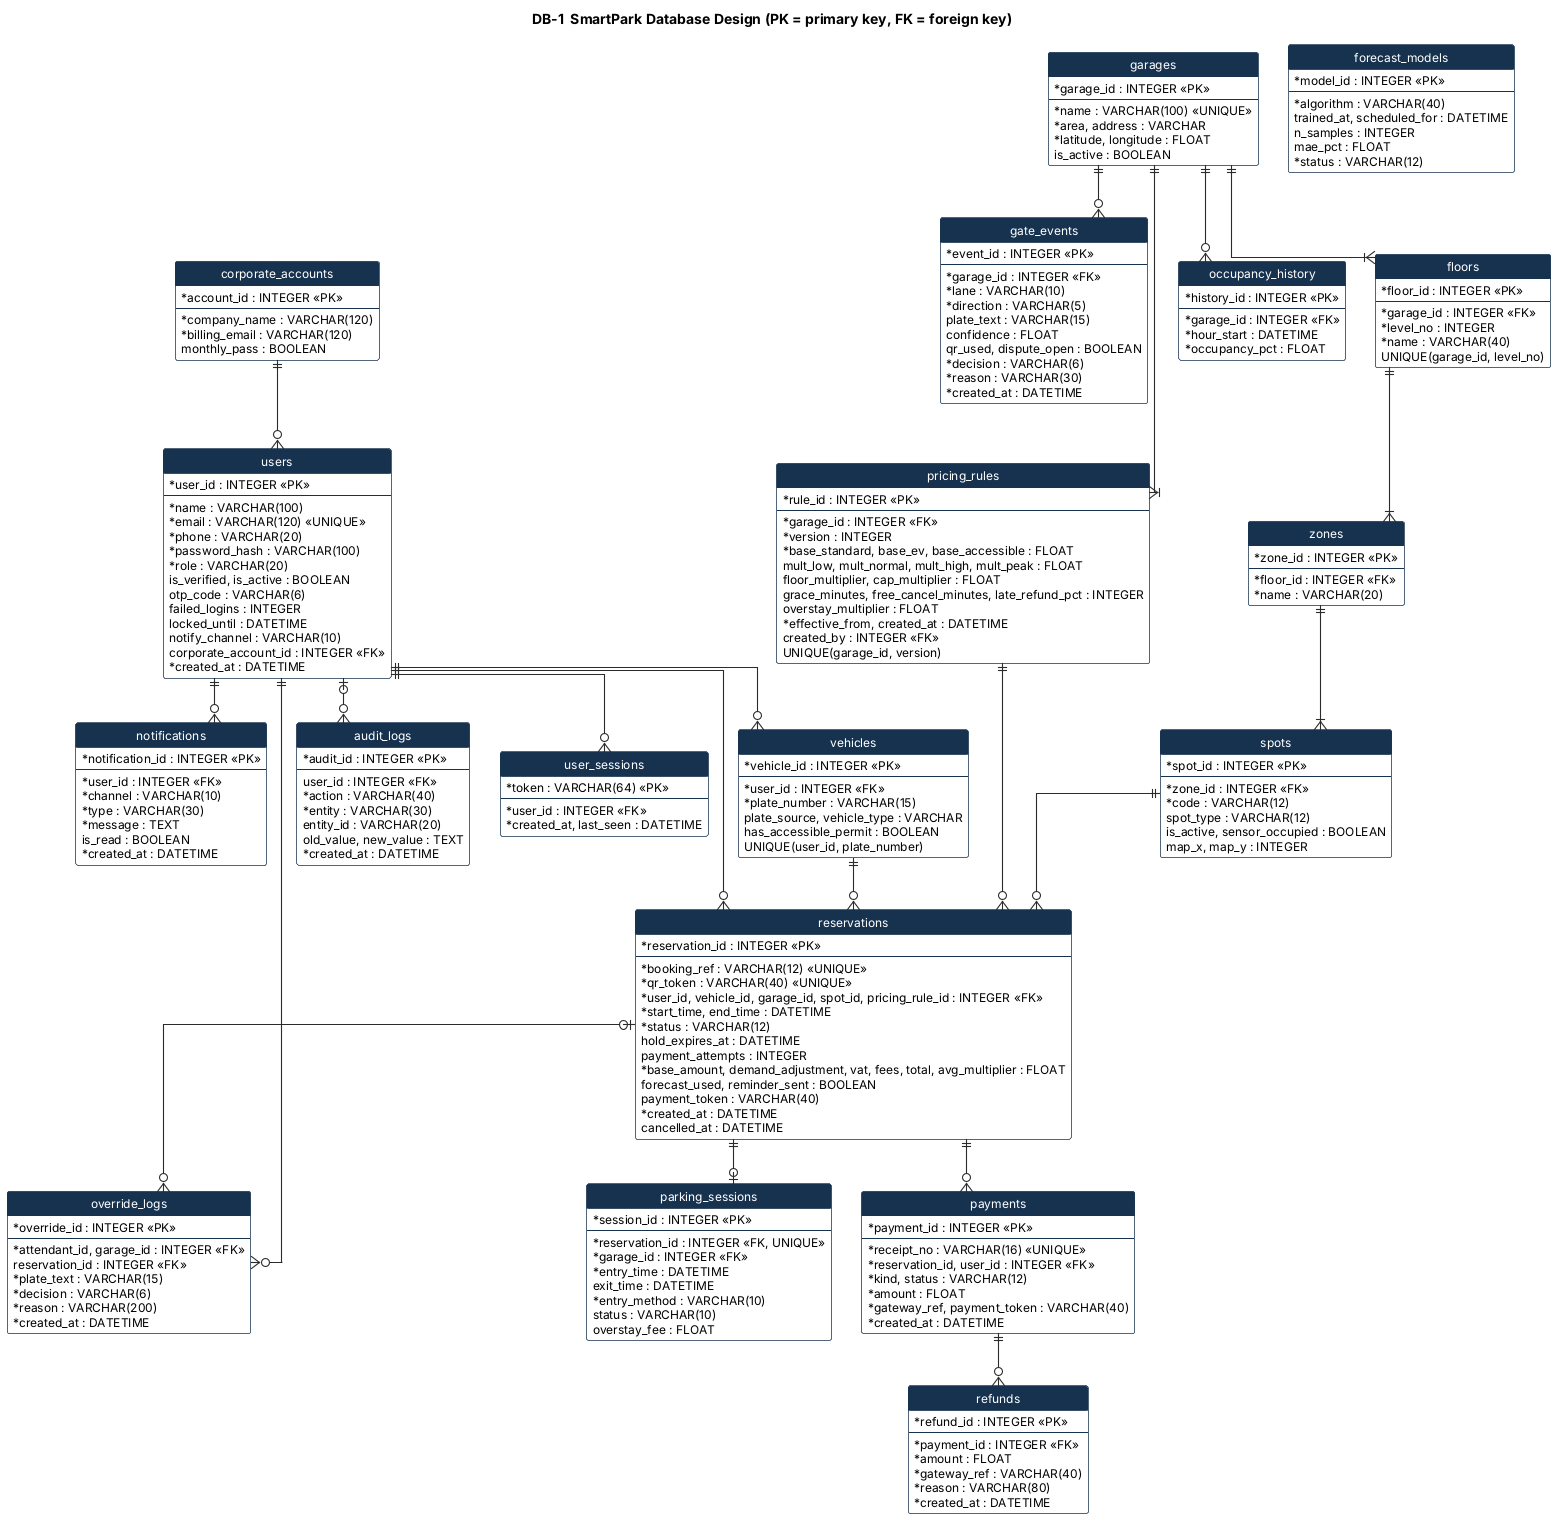 DB-1 SmartPark Database Design (PK = primary key, FK = foreign key)
garages
*garage_id : INTEGER «PK»
*name : VARCHAR(100) «UNIQUE»
*area, address : VARCHAR
*latitude, longitude : FLOAT
is_active : BOOLEAN
forecast_models
*model_id : INTEGER «PK»
*algorithm : VARCHAR(40)
trained_at, scheduled_for : DATETIME
n_samples : INTEGER
mae_pct : FLOAT
*status : VARCHAR(12)
gate_events
*event_id : INTEGER «PK»
*garage_id : INTEGER «FK»
*lane : VARCHAR(10)
*direction : VARCHAR(5)
plate_text : VARCHAR(15)
confidence : FLOAT
qr_used, dispute_open : BOOLEAN
*decision : VARCHAR(6)
*reason : VARCHAR(30)
*created_at : DATETIME
occupancy_history
*history_id : INTEGER «PK»
*garage_id : INTEGER «FK»
*hour_start : DATETIME
*occupancy_pct : FLOAT
floors
*floor_id : INTEGER «PK»
*garage_id : INTEGER «FK»
*level_no : INTEGER
*name : VARCHAR(40)
UNIQUE(garage_id, level_no)
corporate_accounts
*account_id : INTEGER «PK»
*company_name : VARCHAR(120)
*billing_email : VARCHAR(120)
monthly_pass : BOOLEAN
users
*user_id : INTEGER «PK»
*name : VARCHAR(100)
*email : VARCHAR(120) «UNIQUE»
*phone : VARCHAR(20)
*password_hash : VARCHAR(100)
*role : VARCHAR(20)
is_verified, is_active : BOOLEAN
otp_code : VARCHAR(6)
failed_logins : INTEGER
locked_until : DATETIME
notify_channel : VARCHAR(10)
corporate_account_id : INTEGER «FK»
*created_at : DATETIME
pricing_rules
*rule_id : INTEGER «PK»
*garage_id : INTEGER «FK»
*version : INTEGER
*base_standard, base_ev, base_accessible : FLOAT
mult_low, mult_normal, mult_high, mult_peak : FLOAT
floor_multiplier, cap_multiplier : FLOAT
grace_minutes, free_cancel_minutes, late_refund_pct : INTEGER
overstay_multiplier : FLOAT
*effective_from, created_at : DATETIME
created_by : INTEGER «FK»
UNIQUE(garage_id, version)
zones
*zone_id : INTEGER «PK»
*floor_id : INTEGER «FK»
*name : VARCHAR(20)
notifications
*notification_id : INTEGER «PK»
*user_id : INTEGER «FK»
*channel : VARCHAR(10)
*type : VARCHAR(30)
*message : TEXT
is_read : BOOLEAN
*created_at : DATETIME
audit_logs
*audit_id : INTEGER «PK»
user_id : INTEGER «FK»
*action : VARCHAR(40)
*entity : VARCHAR(30)
entity_id : VARCHAR(20)
old_value, new_value : TEXT
*created_at : DATETIME
user_sessions
*token : VARCHAR(64) «PK»
*user_id : INTEGER «FK»
*created_at, last_seen : DATETIME
vehicles
*vehicle_id : INTEGER «PK»
*user_id : INTEGER «FK»
*plate_number : VARCHAR(15)
plate_source, vehicle_type : VARCHAR
has_accessible_permit : BOOLEAN
UNIQUE(user_id, plate_number)
spots
*spot_id : INTEGER «PK»
*zone_id : INTEGER «FK»
*code : VARCHAR(12)
spot_type : VARCHAR(12)
is_active, sensor_occupied : BOOLEAN
map_x, map_y : INTEGER
reservations
*reservation_id : INTEGER «PK»
*booking_ref : VARCHAR(12) «UNIQUE»
*qr_token : VARCHAR(40) «UNIQUE»
*user_id, vehicle_id, garage_id, spot_id, pricing_rule_id : INTEGER «FK»
*start_time, end_time : DATETIME
*status : VARCHAR(12)
hold_expires_at : DATETIME
payment_attempts : INTEGER
*base_amount, demand_adjustment, vat, fees, total, avg_multiplier : FLOAT
forecast_used, reminder_sent : BOOLEAN
payment_token : VARCHAR(40)
*created_at : DATETIME
cancelled_at : DATETIME
override_logs
*override_id : INTEGER «PK»
*attendant_id, garage_id : INTEGER «FK»
reservation_id : INTEGER «FK»
*plate_text : VARCHAR(15)
*decision : VARCHAR(6)
*reason : VARCHAR(200)
*created_at : DATETIME
parking_sessions
*session_id : INTEGER «PK»
*reservation_id : INTEGER «FK, UNIQUE»
*garage_id : INTEGER «FK»
*entry_time : DATETIME
exit_time : DATETIME
*entry_method : VARCHAR(10)
status : VARCHAR(10)
overstay_fee : FLOAT
payments
*payment_id : INTEGER «PK»
*receipt_no : VARCHAR(16) «UNIQUE»
*reservation_id, user_id : INTEGER «FK»
*kind, status : VARCHAR(12)
*amount : FLOAT
*gateway_ref, payment_token : VARCHAR(40)
*created_at : DATETIME
refunds
*refund_id : INTEGER «PK»
*payment_id : INTEGER «FK»
*amount : FLOAT
*gateway_ref : VARCHAR(40)
*reason : VARCHAR(80)
*created_at : DATETIME